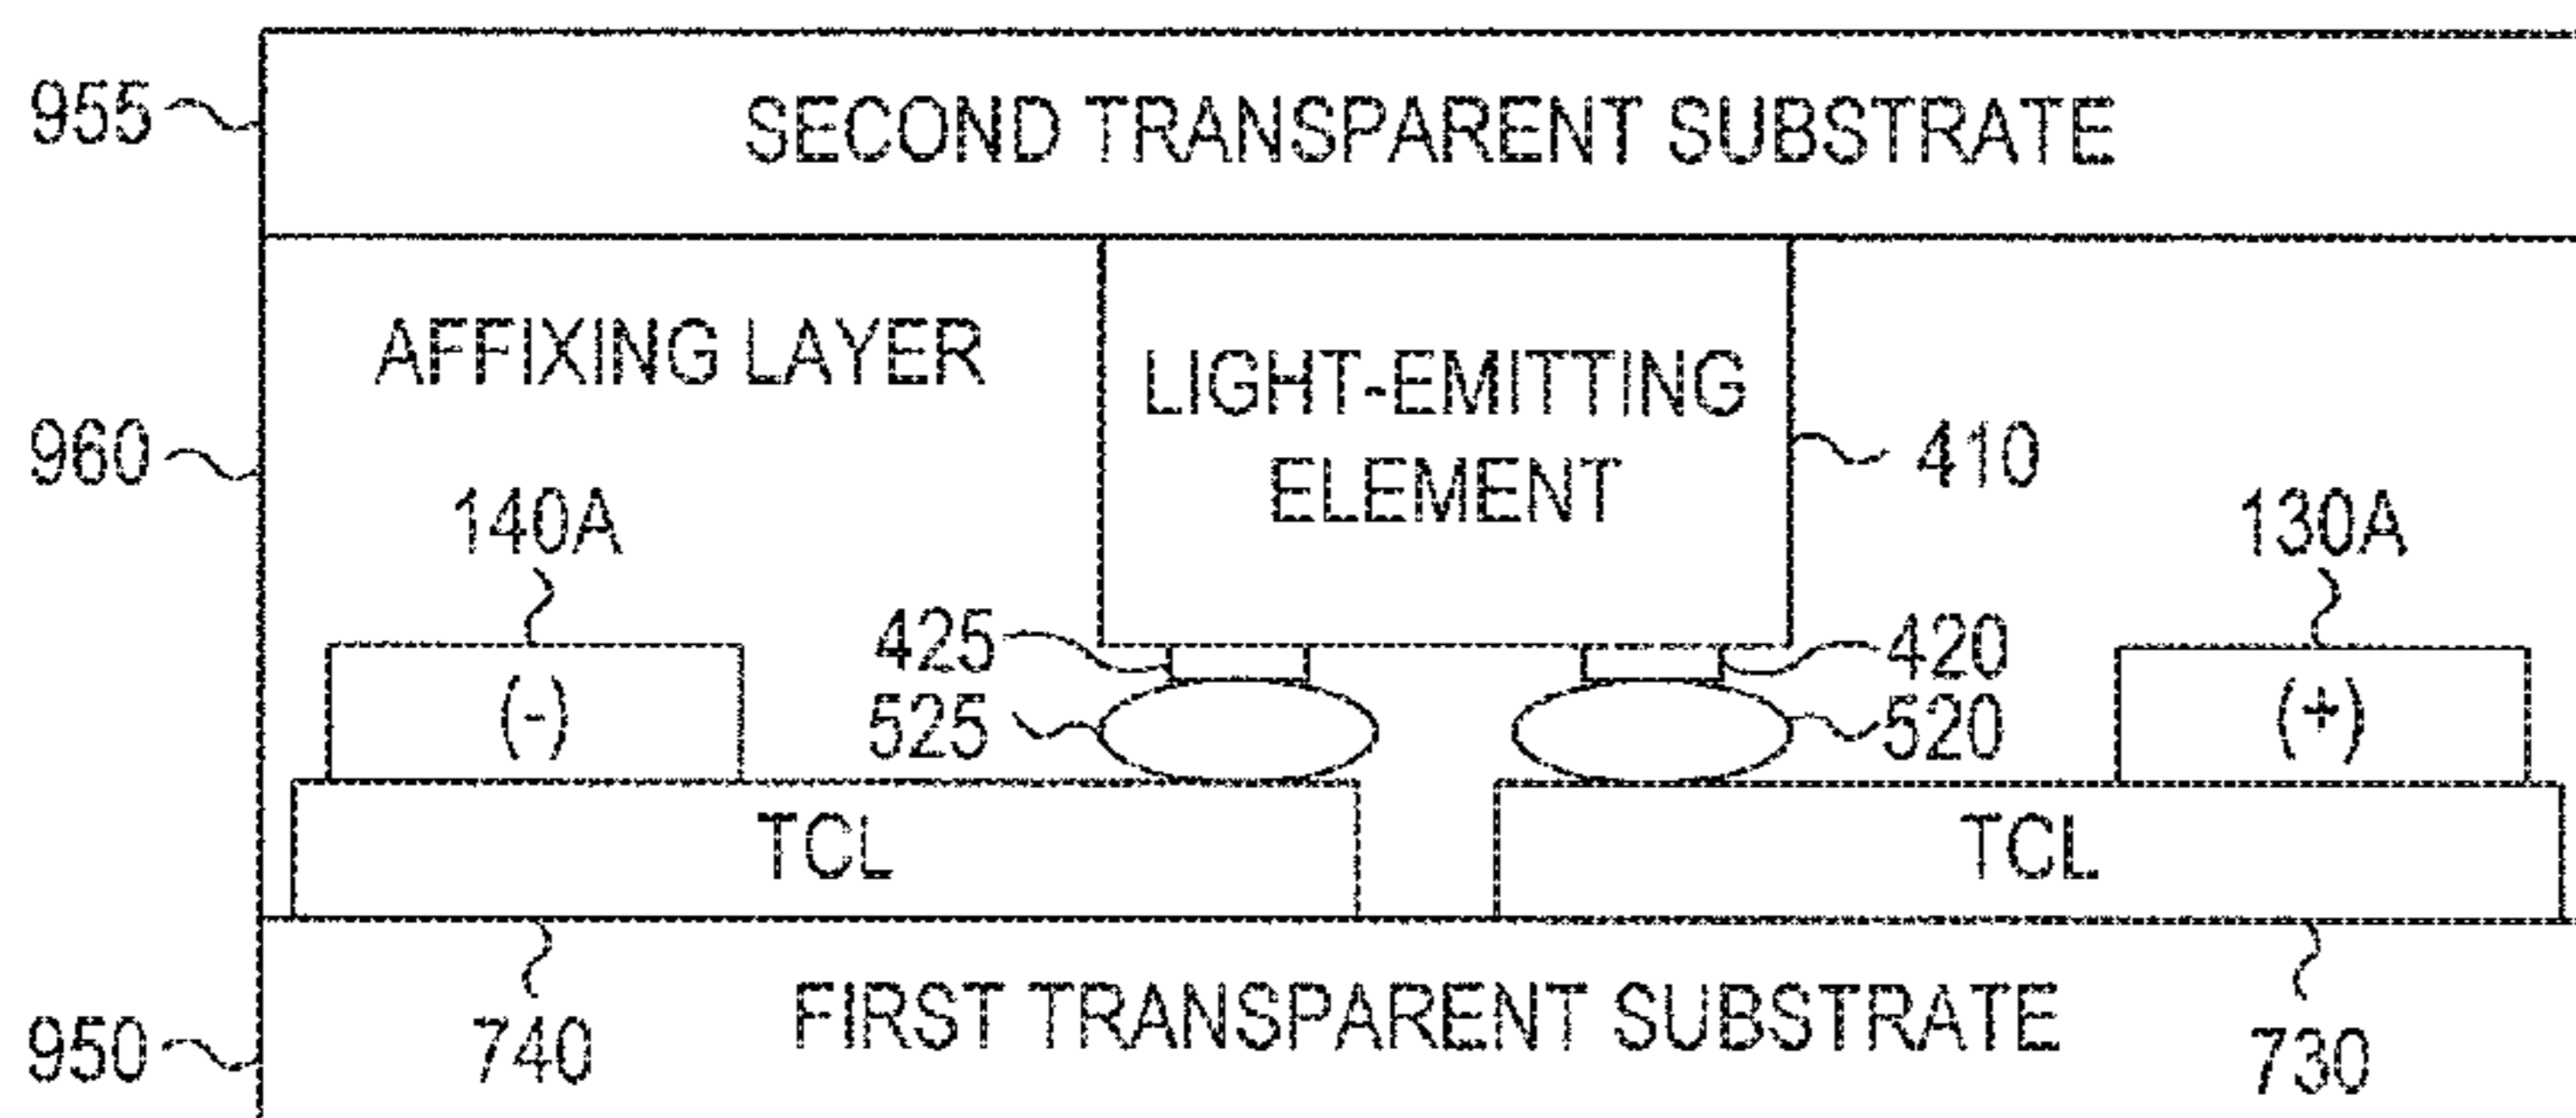 955
SECOND TRANSPARENT SUBSTRATE
AFFIXING LAYER
LIGHT-EMITTING
ELEMENT
960
410
140A
130A
425
420
(-)
525
520
(+)
TCL
TCL
FIRST TRANSPARENT SUBSTRATE
950
740
730